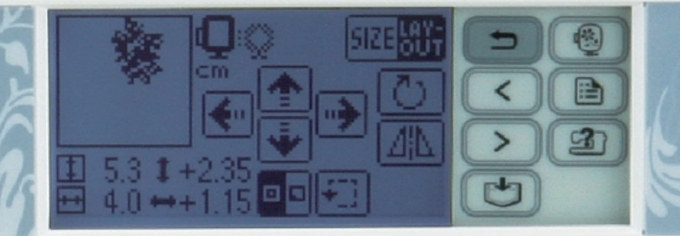 SIZE LAY-OUT
cm
5.3 +2.35
4.0 +1.15